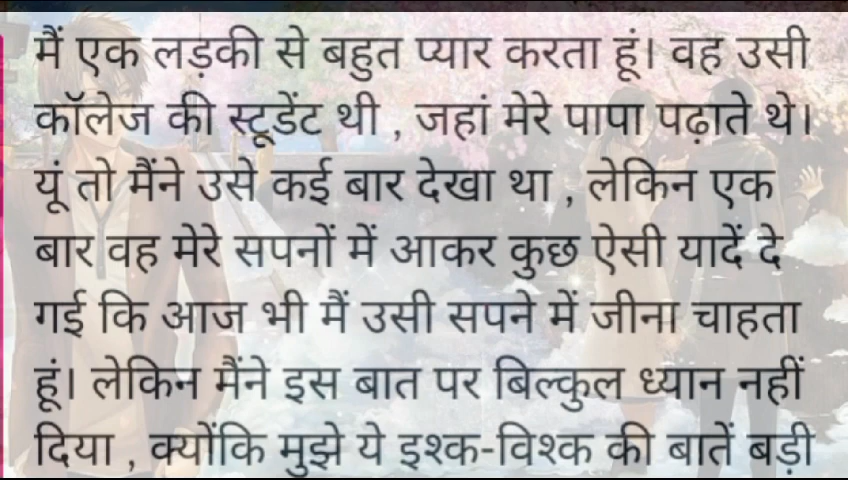 मैं एक लड़की से बहुत प्यार करता हूं। वह उसी
कॉलेज की स्टूडेंट थी , जहां मेरे पापा पढ़ाते थे।
यूं तो मैंने उसे कई बार देखा था , लेकिन एक
बार वह मेरे सपनों में आकर कुछ ऐसी यादें दे
गई कि आज भी मैं उसी सपने में जीना चाहता
हूं। लेकिन मैंने इस बात पर बिल्कुल ध्यान नहीं
दिया , क्योंकि मुझे ये इश्क-विश्क की बातें बड़ी